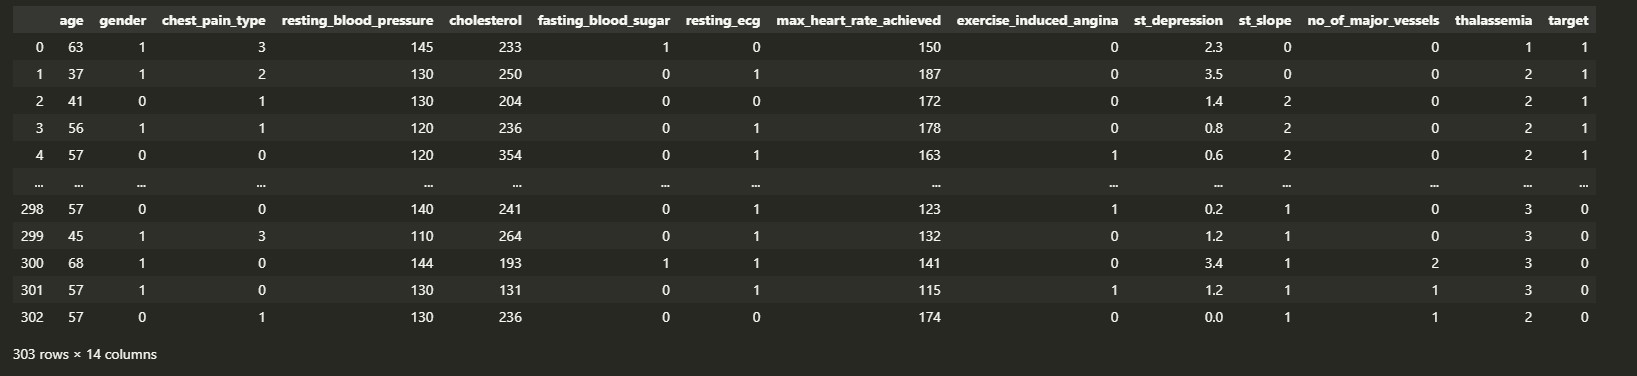 age gender chest_pain_type resting_blood_pressure cholesterol fasting_blood_sugar resting_ecg max_heart_rate_achieved exercise_induced_angina st_depression st_slope no_of_major_vessels thalassemia target
0 63 1 3 145 233 1 0 150 0 2.3 0 0 1 1
1 37 1 2 130 250 0 1 187 0 3.5 0 0 2 1
2 41 0 1 130 204 0 0 172 0 1.4 2 0 2 1
3 56 1 1 120 236 0 1 178 0 0.8 2 0 2 1
4 57 0 0 120 354 0 1 163 1 0.6 2 0 2 1
... ... ... ... ... ... ... ... ... ... ... ... ... ... ...
298 57 0 0 140 241 0 1 123 1 0.2 1 0 3 0
299 45 1 3 110 264 0 1 132 0 1.2 1 0 3 0
300 68 1 0 144 193 1 1 141 0 3.4 1 2 3 0
301 57 1 0 130 131 0 1 115 1 1.2 1 1 3 0
302 57 0 1 130 236 0 0 174 0 0.0 1 1 2 0
303 rows × 14 columns